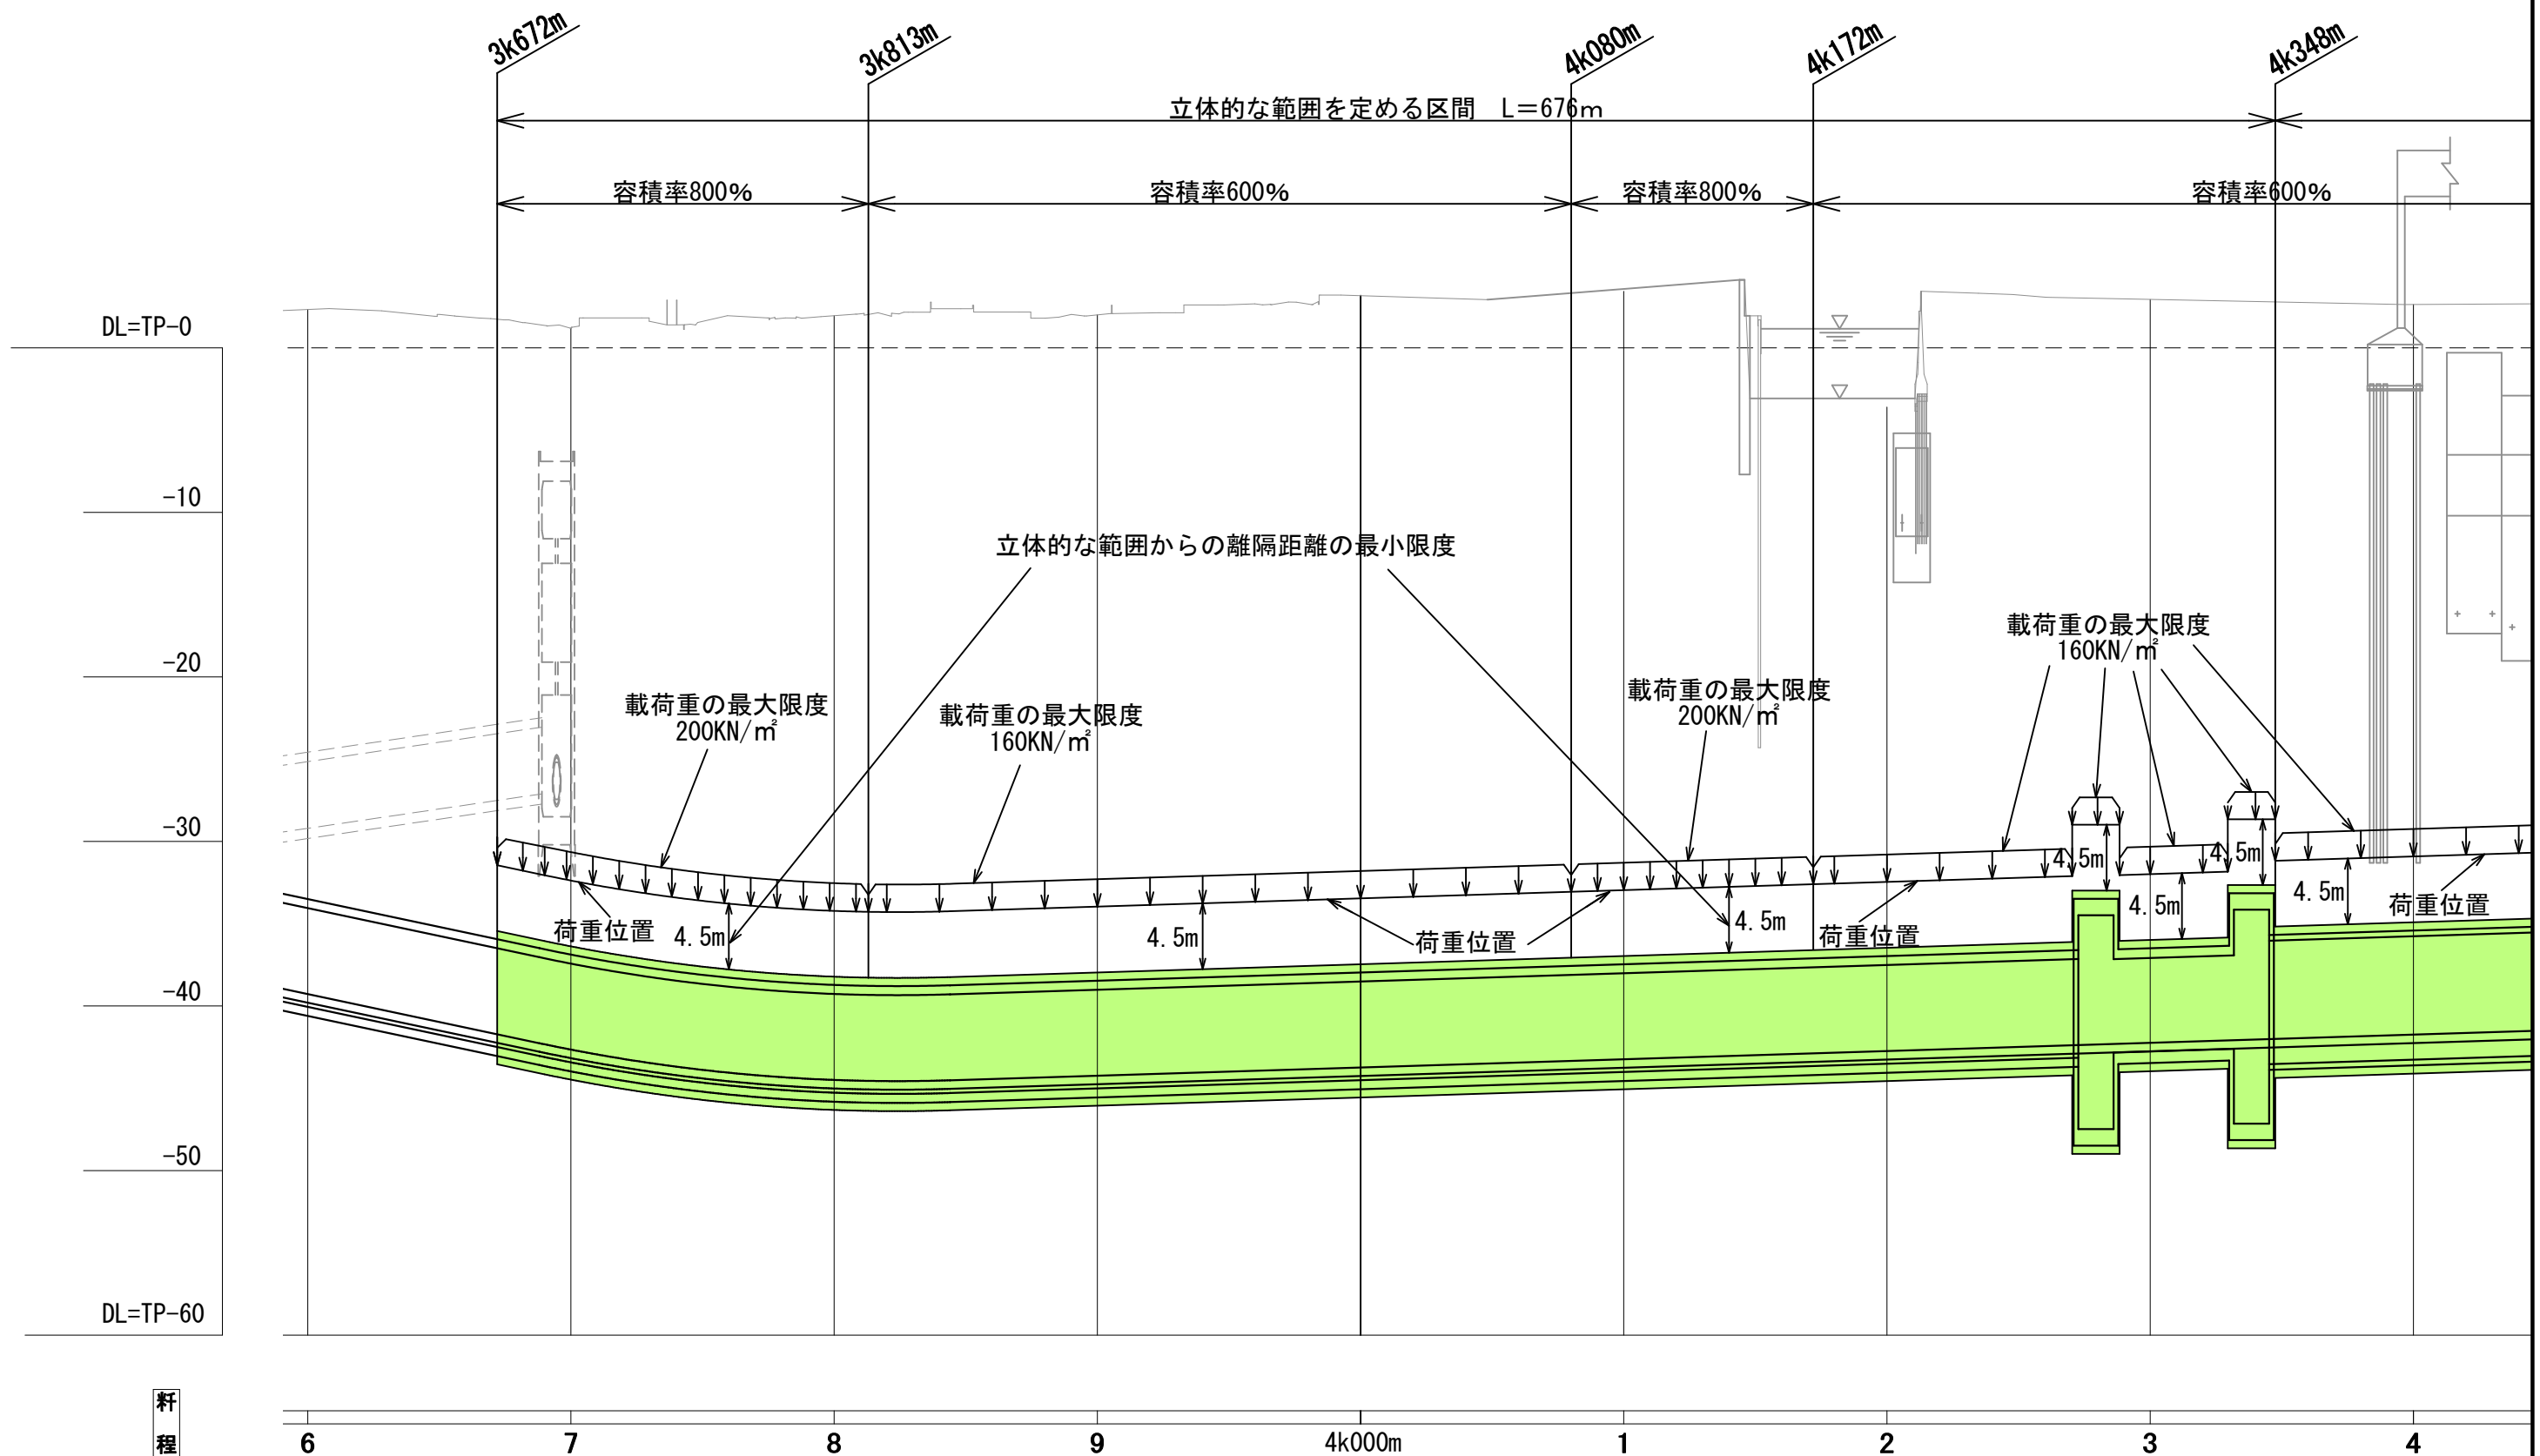 3k672m
3k813m
4k080m
4k172m
4k348m
立体的な範囲を定める区間　L＝676m
容積率800%
容積率600%
容積率800%
容積率600%
DL=TP-0
-10
立体的な範囲からの離隔距離の最小限度
載荷重の最大限度
160KN/㎡
-20
載荷重の最大限度
200KN/㎡
載荷重の最大限度
160KN/㎡
載荷重の最大限度
200KN/㎡
-30
4.5m
4.5m
4.5m
4.5m
荷重位置
荷重位置
4.5m
4.5m
荷重位置
4.5m
荷重位置
-40
-50
DL=TP-60
粁
程
6
7
8
9
4k000m
1
2
3
4